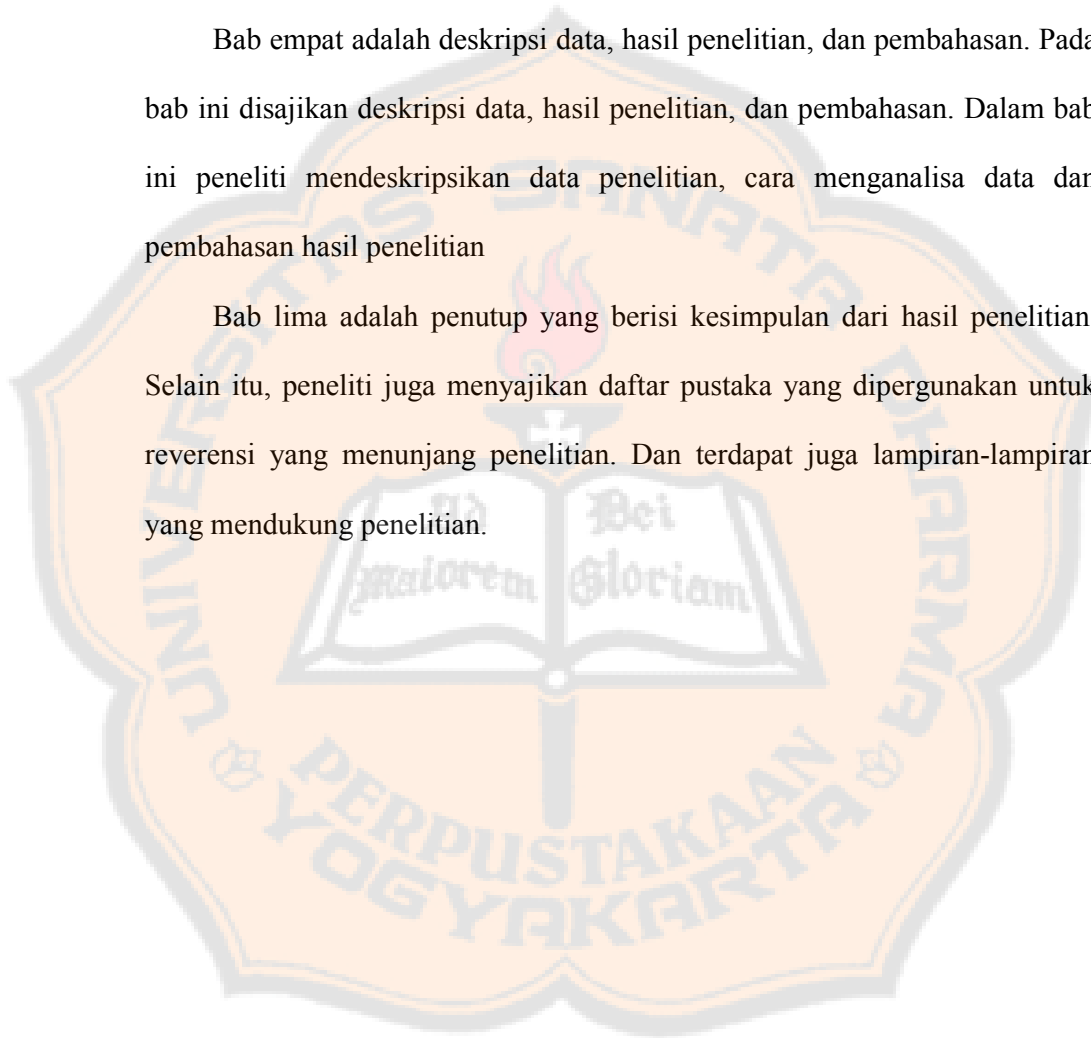 Bab empat adalah deskripsi data, hasil penelitian, dan pembahasan. Pada
bab ini disajikan deskripsi data, hasil penelitian, dan pembahasan. Dalam bab
ini peneliti mendeskripsikan data penelitian, cara menganalisa data dan
pembahasan hasil penelitian
Bab lima adalah penutup yang berisi kesimpulan dari hasil penelitian
Selain itu, peneliti juga menyajikan daftar pustaka yang dipergunakan untuk
reverensi yang menunjang penelitian. Dan terdapat juga lampiran-lampiran
yang mendukung penelitian.
UNIVERSITAS SANATA DHARMA
Ad Dei
Maiorem Gloriam
PERPUSTAKAAN
YOGYAKARTA